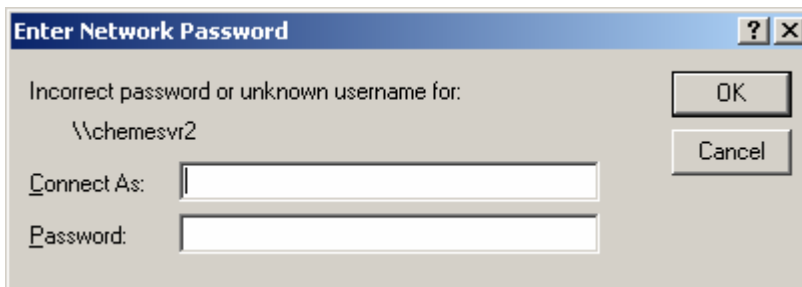 Enter Network Password
Incorrect password or unknown username for:
\\chemesvr2
Connect As:
Password:
OK
Cancel